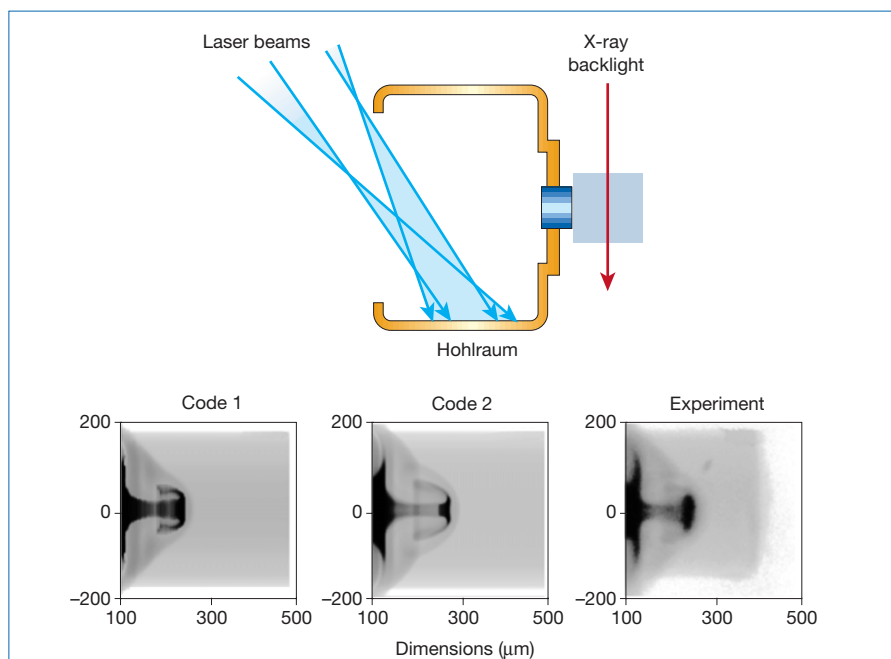 Laser beams
X-ray
backlight
Hohlraum
Code 1
Code 2
Experiment
200
0
–200
100
300
500
200
0
–200
100
300
500
200
0
–200
100
300
500
Dimensions (μm)